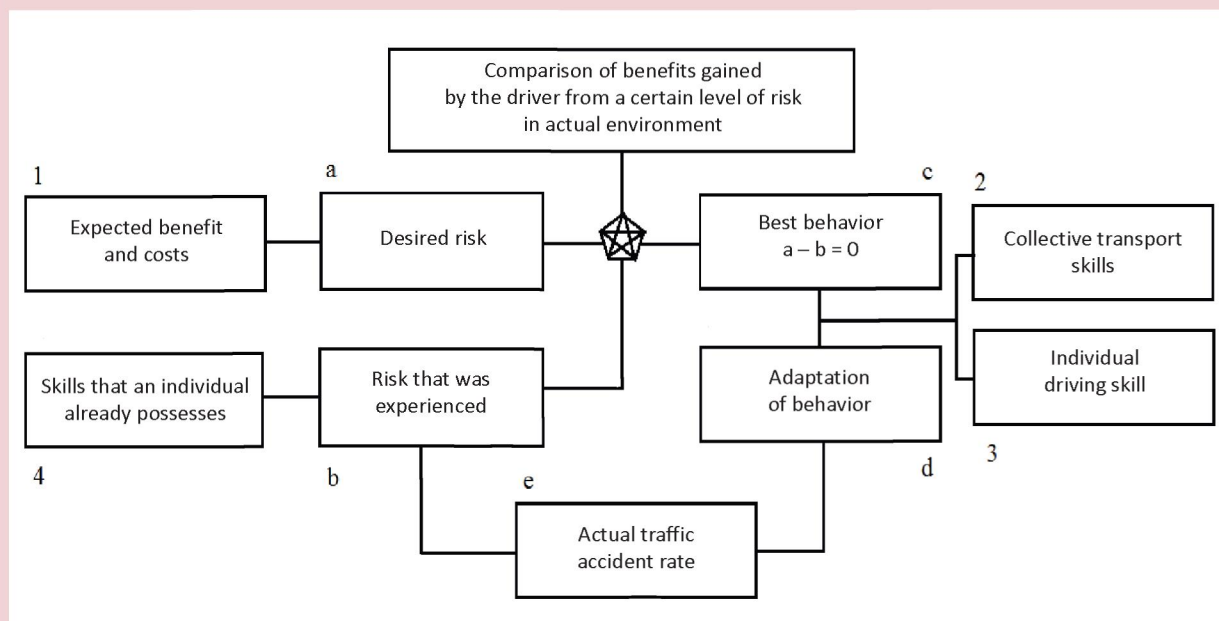 Comparison of benefits gained
by the driver from a certain level of risk
in actual environment
1
Expected benefit
and costs
a
Desired risk
c
Best behavior
a – b = 0
2
Collective transport
skills
Skills that an individual
already possesses
4
Risk that was
experienced
b
Adaptation
of behavior
d
Individual
driving skill
3
e
Actual traffic
accident rate